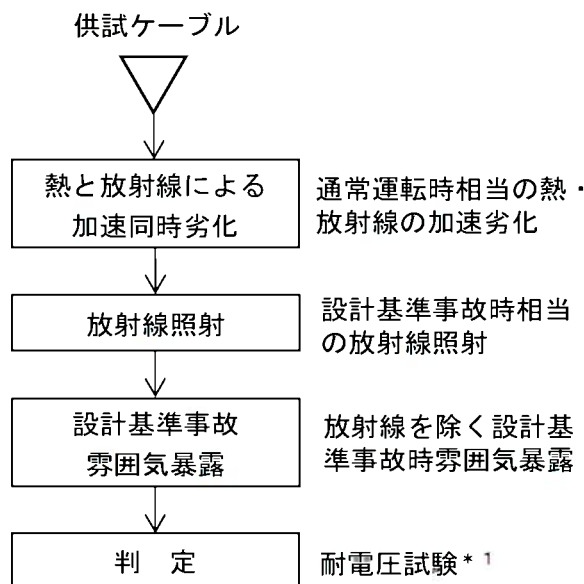 供試ケーブル
熱と放射線による
加速同時劣化
通常運転時相当の熱・
放射線の加速劣化
放射線照射
設計基準事故時相当
の放射線照射
設計基準事故
雰囲気暴露
放射線を除く設計基
準事故時雰囲気暴露
判 定
耐電圧試験*1